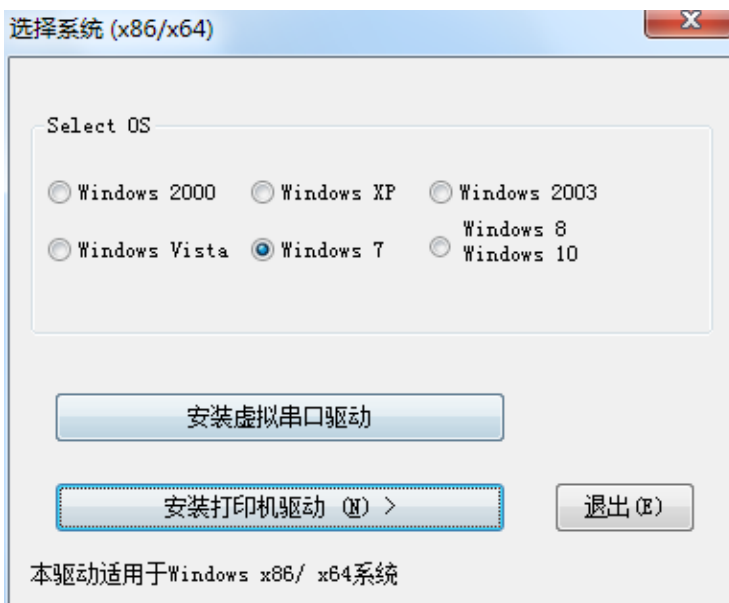 选择系统 (x86/x64)
Select OS
Windows 2000 Windows XP Windows 2003
Windows Vista Windows 7 Windows 8
Windows 10
安装虚拟串口驱动
安装打印机驱动 (N) > 退出(E)
本驱动适用于Windows x86/ x64系统